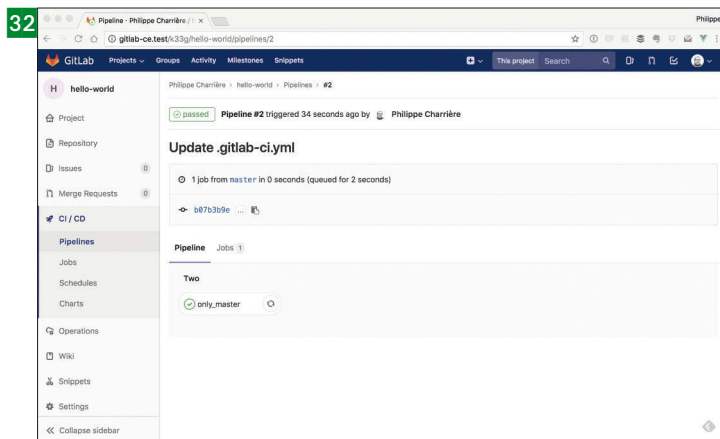 32
Pipeline · Philippe Charrière / h
Philippe
gitlab-ce.test/k33g/hello-world/pipelines/2
GitLab Projects Groups Activity Milestones Snippets This project Search
H hello-world
Philippe Charrière > hello-world > Pipelines > #2
passed Pipeline #2 triggered 34 seconds ago by Philippe Charrière
Project
Update .gitlab-ci.yml
Repository
Issues 0
1 job from master in 0 seconds (queued for 2 seconds)
Merge Requests 0
b07b3b9e ...
CI / CD
Pipelines
Pipeline Jobs 1
Jobs
Two
Schedules
only_master
Charts
Operations
Wiki
Snippets
Settings
Collapse sidebar